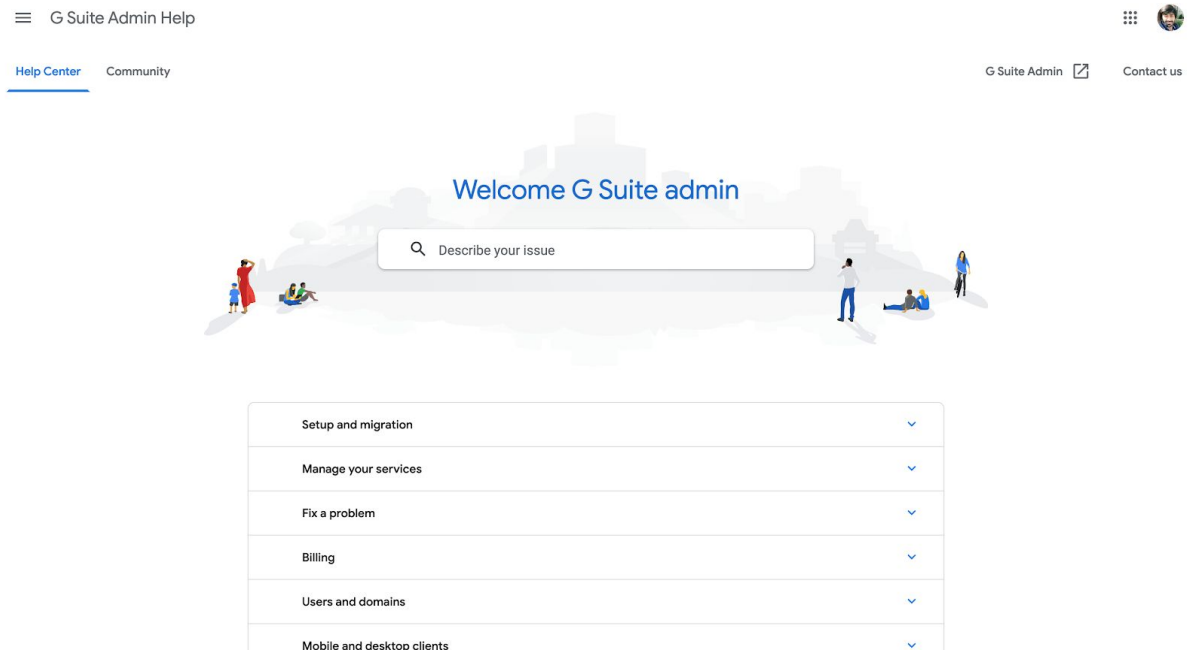 G Suite Admin Help
Help Center Community G Suite Admin Contact us
Welcome G Suite admin
Describe your issue
Setup and migration
Manage your services
Fix a problem
Billing
Users and domains
Mobile and desktop clients